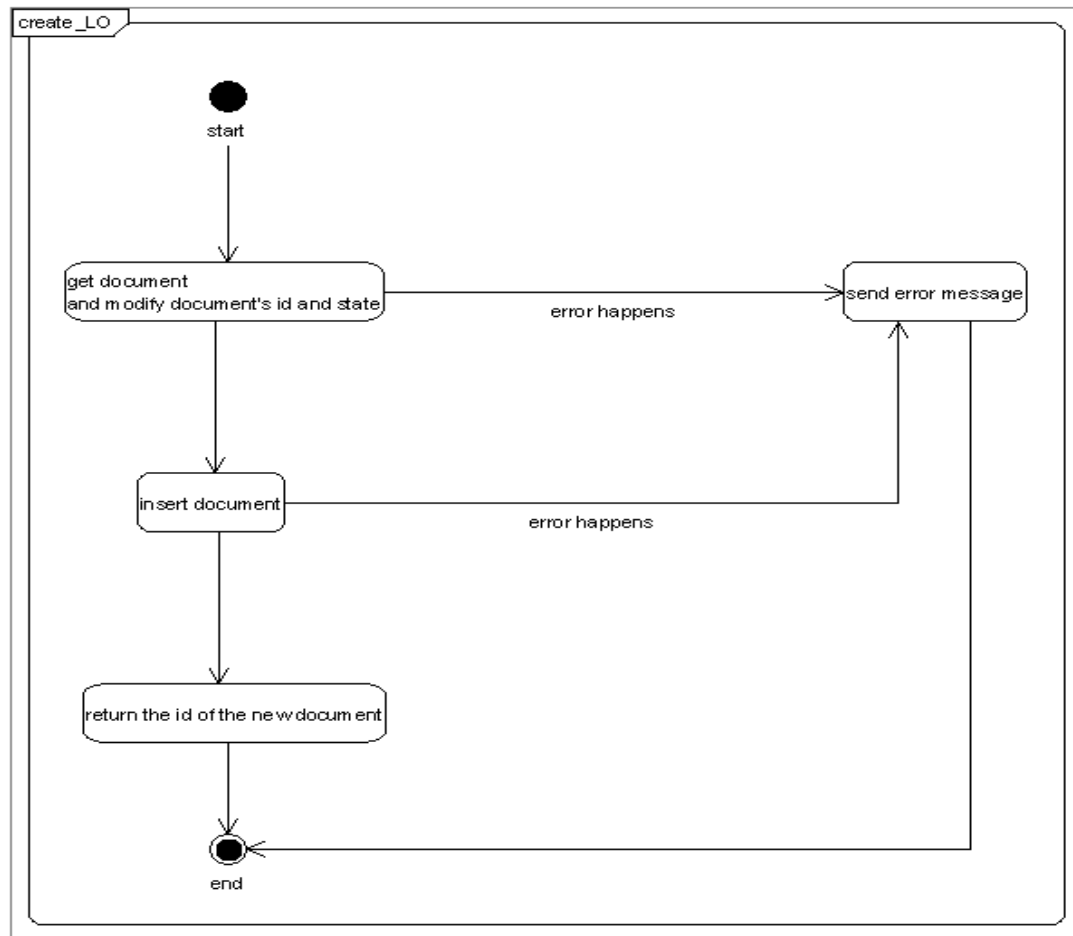 create_LO
start
get document
and modify document's id and state
error happens
send error message
insert document
error happens
return the id of the new document
end